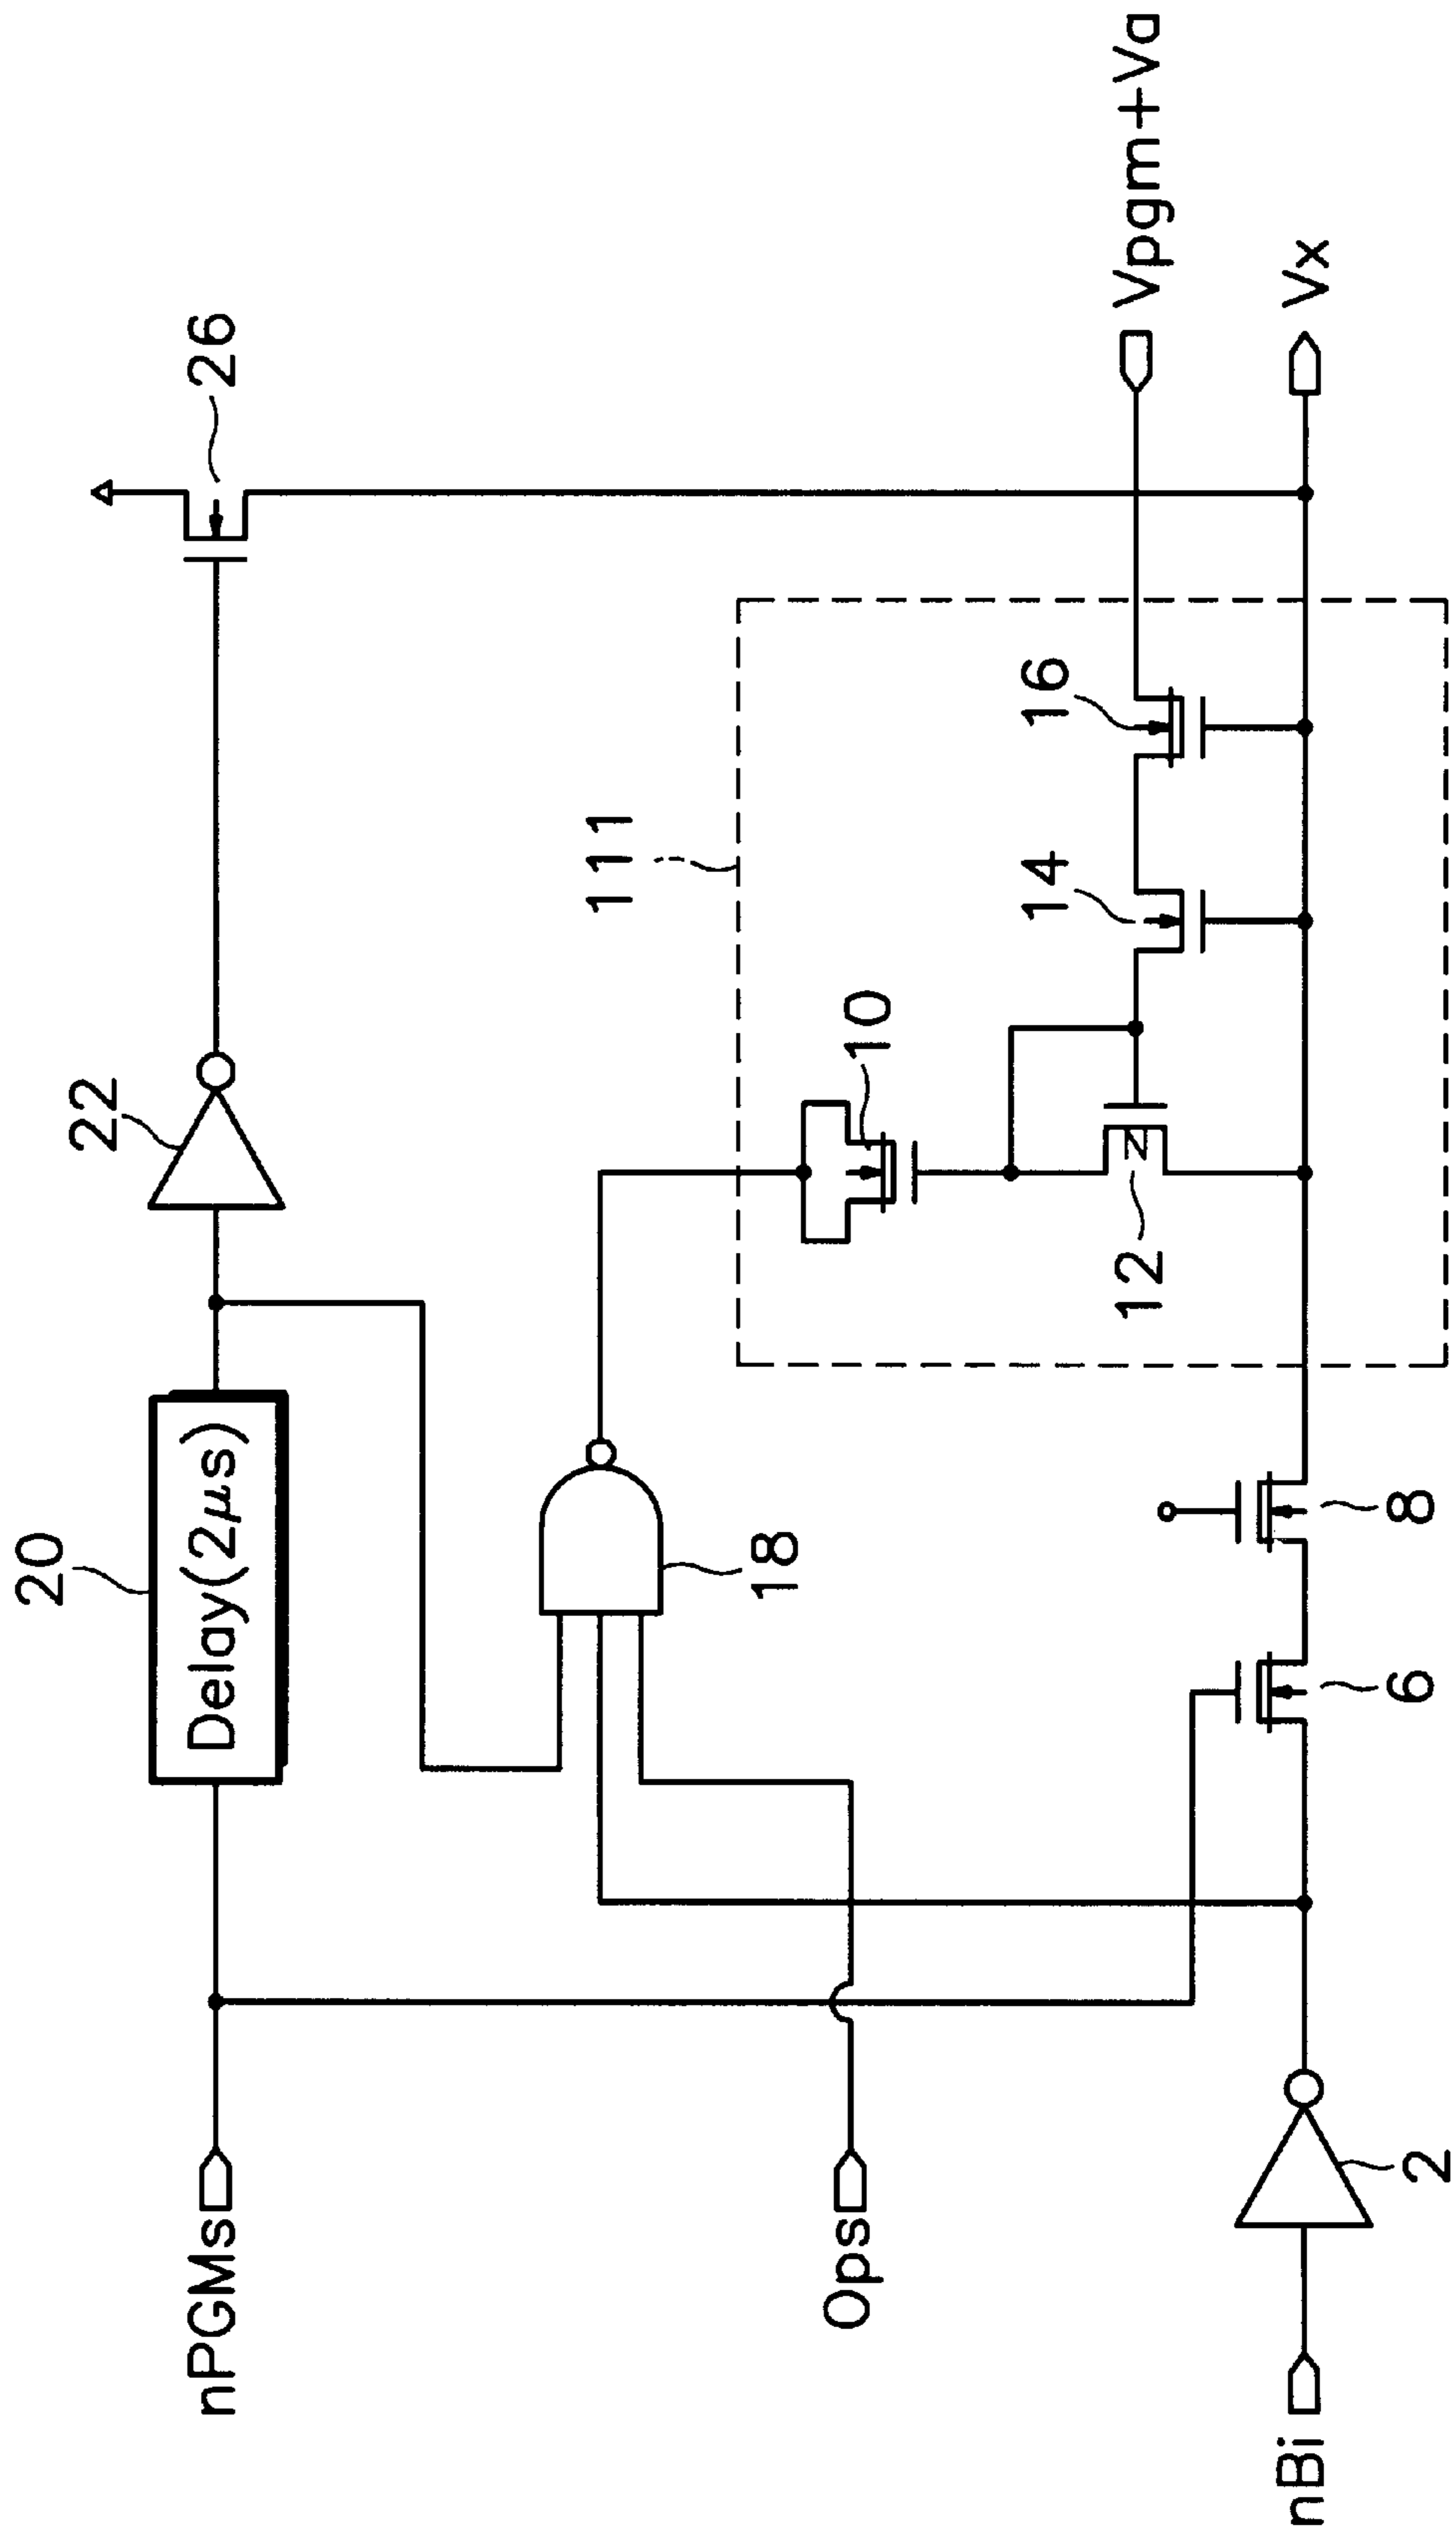 nPGMs
20
Delay(2μs)
22
26
Ops
18
111
10
12
14
16
Vpgm+Va
nBi
2
6
8
Vx